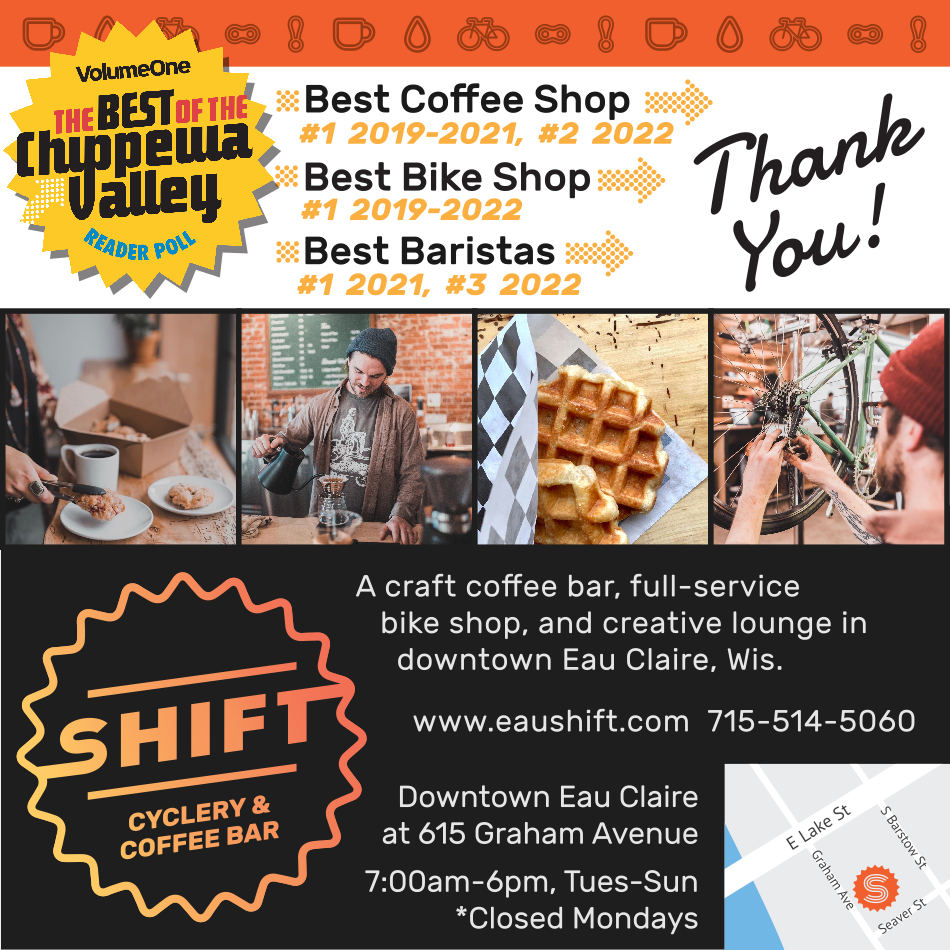 VolumeOne
THE BEST OF THE
Chippewa
Valley
READER POLL
Best Coffee Shop
#1 2019-2021, #2 2022
Best Bike Shop
#1 2019-2022
Best Baristas
#1 2021, #3 2022
Thank
You!
A craft coffee bar, full-service
bike shop, and creative lounge in
downtown Eau Claire, Wis.
www.eaushift.com 715-514-5060
SHIFT
CYCLERY &
COFFEE BAR
Downtown Eau Claire
at 615 Graham Avenue
7:00am-6pm, Tues-Sun
*Closed Mondays
E Lake St
S Barstow St
Graham Ave
S
Seaver St